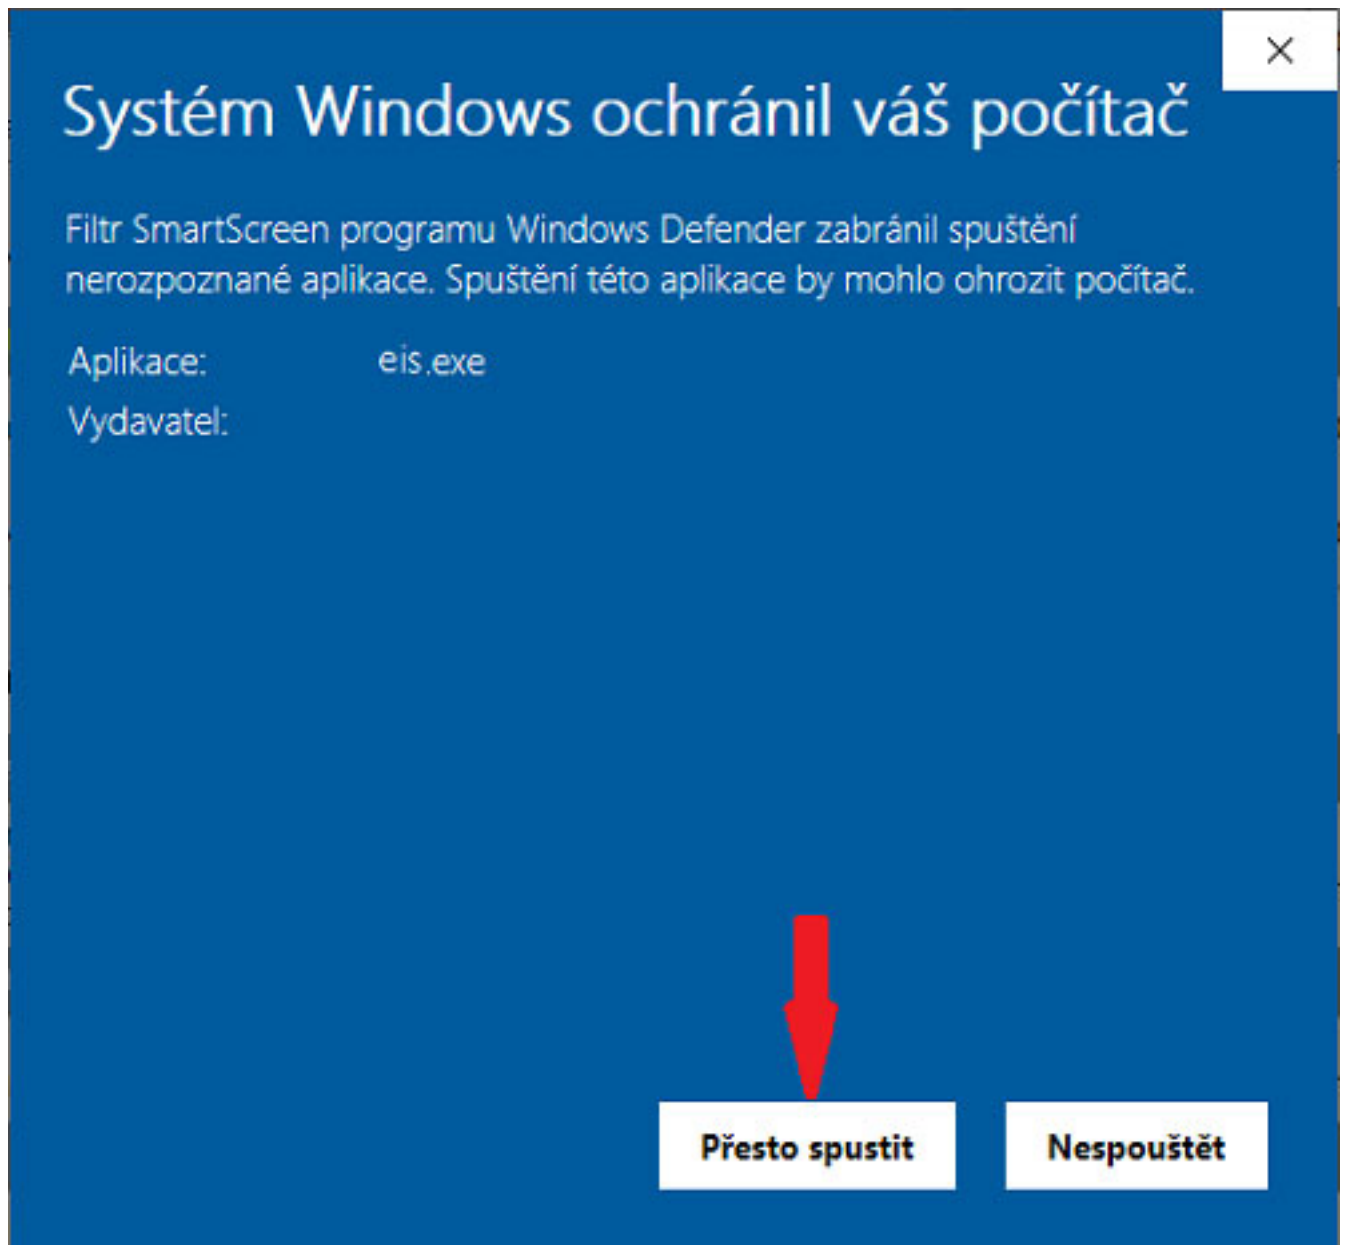 Systém Windows ochránil váš počítač
Filtr SmartScreen programu Windows Defender zabránil spuštění
nerozpoznané aplikace. Spuštění této aplikace by mohlo ohrozit počítač.
Aplikace: eis.exe
Vydavatel:
Přesto spustit Nespouštět